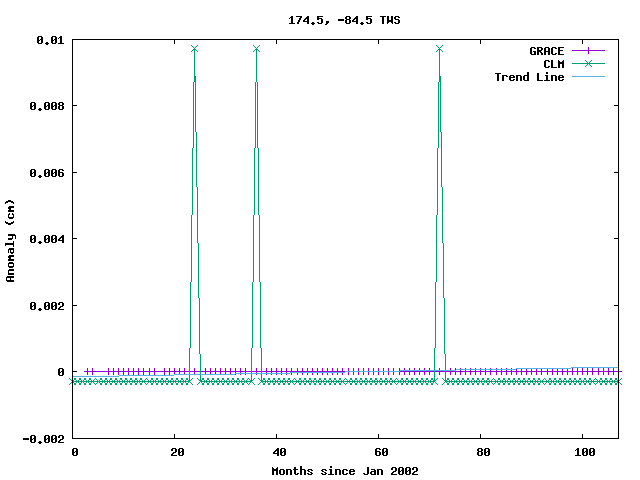 174.5, -84.5 TWS
GRACE
CLM
Trend Line
0.01
0.008
0.006
0.004
0.002
0
-0.002
Anomaly (cm)
0 20 40 60 80 100
Months since Jan 2002